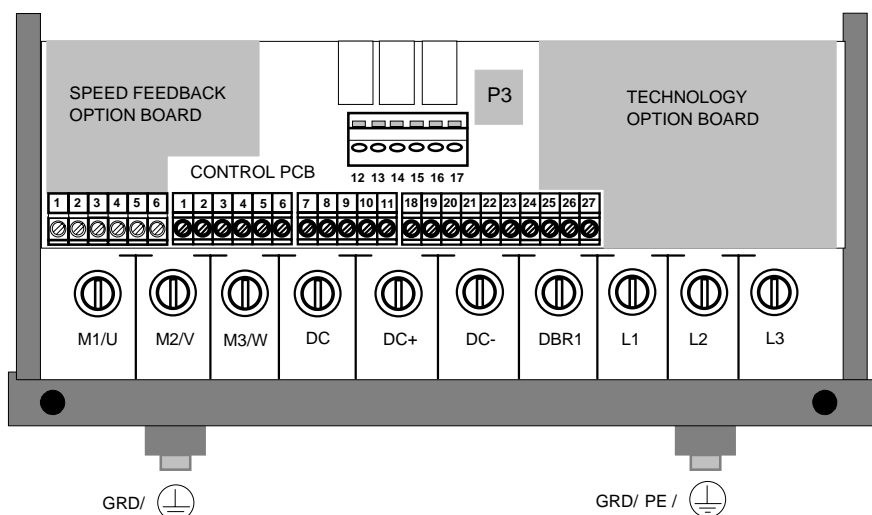 SPEED FEEDBACK
OPTION BOARD
P3
TECHNOLOGY
OPTION BOARD
CONTROL PCB
12 13 14 15 16 17
1 2 3 4 5 6
1 2 3 4 5 6
7 8 9 10 11
18 19 20 21 22 23 24 25 26 27
M1/U M2/V M3/W DC DC+ DC- DBR1 L1 L2 L3
GRD/
GRD/ PE /